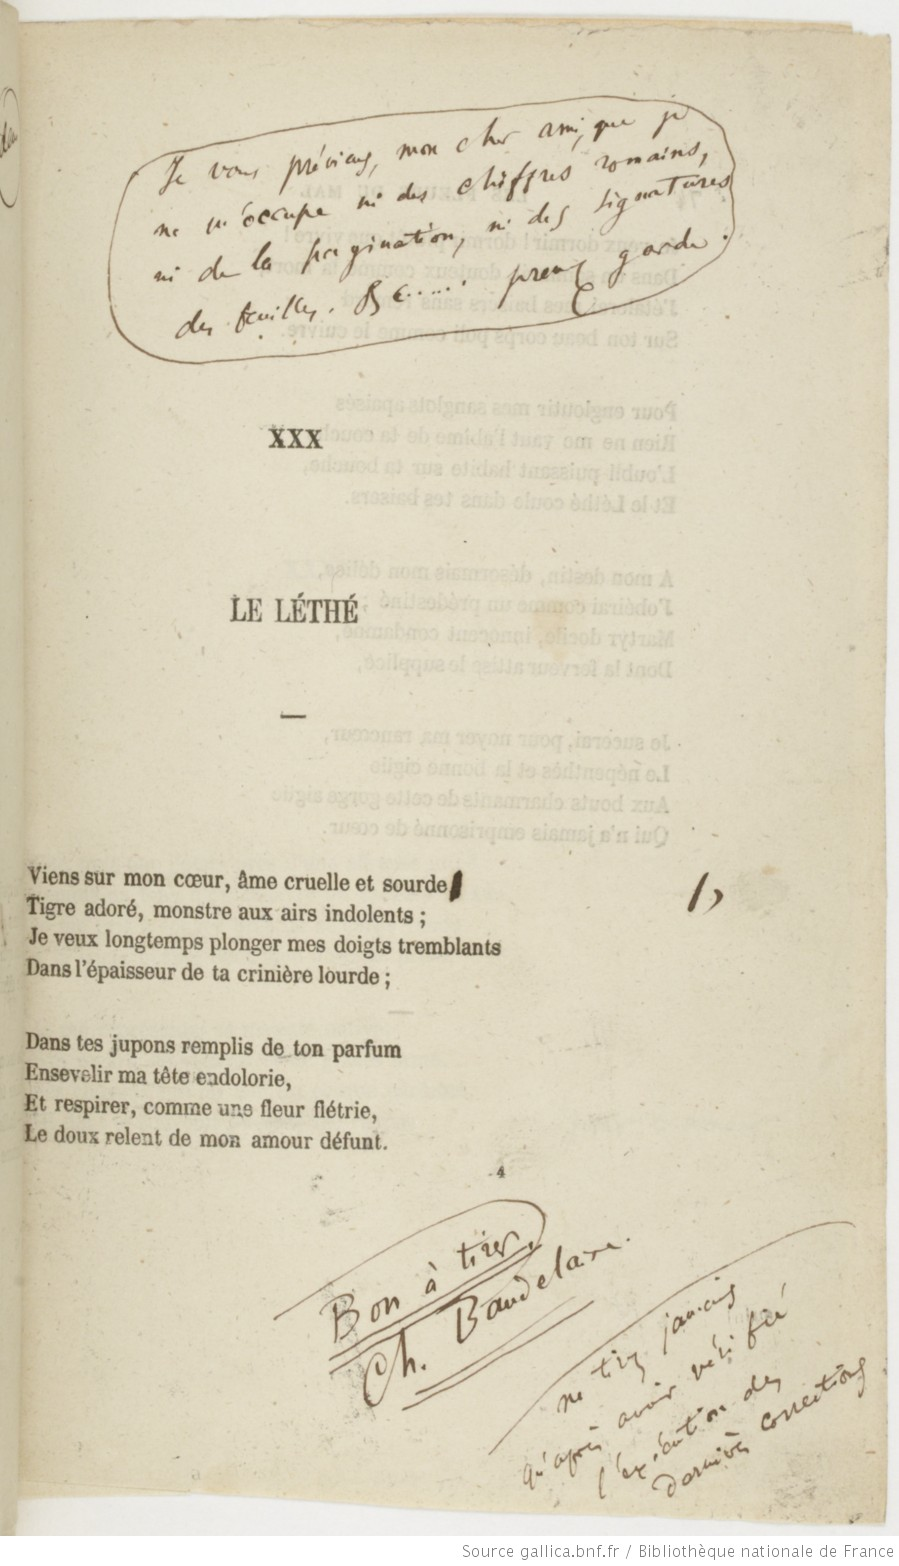 Je vous préviens, mon cher ami, que je
ne m'occupe ni des chiffres romains,
ni de la pagination, ni des signatures
des feuilles. prenez garde.
XXX
LE LÉTHÉ
Viens sur mon cœur, âme cruelle et sourde
,
Tigre adoré, monstre aux airs indolents ;
Je veux longtemps plonger mes doigts tremblants
Dans l'épaisseur de ta crinière lourde ;
Dans tes jupons remplis de ton parfum
Ensevelir ma tête endolorie,
Et respirer, comme une fleur flétrie,
Le doux relent de mon amour défunt.
4
Bon à tirer.
Ch. Baudelaire.
ne tirez jamais
qu'après avoir vérifié
l'exécution des
dernières corrections
Source gallica.bnf.fr / Bibliothèque nationale de France